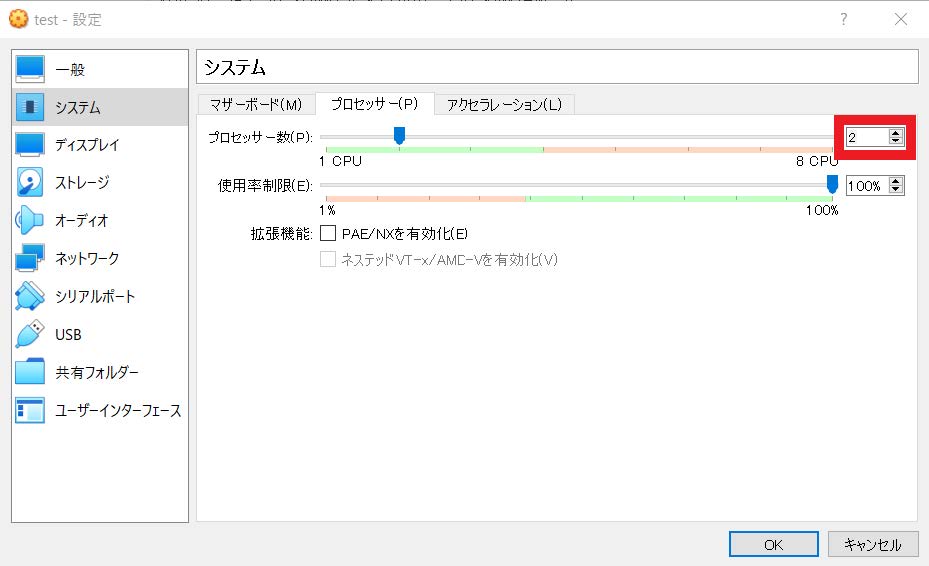 test - 設定
?
一般
システム
ディスプレイ
ストレージ
オーディオ
ネットワーク
シリアルポート
USB
共有フォルダー
ユーザーインターフェース
システム
マザーボード(M) プロセッサー(P) アクセラレーション(L)
プロセッサー数(P): 2
1 CPU 8 CPU
使用率制限(E): 100%
1% 100%
拡張機能: PAE/NXを有効化(E)
ネステッドVT-x/AMD-Vを有効化(V)
OK キャンセル